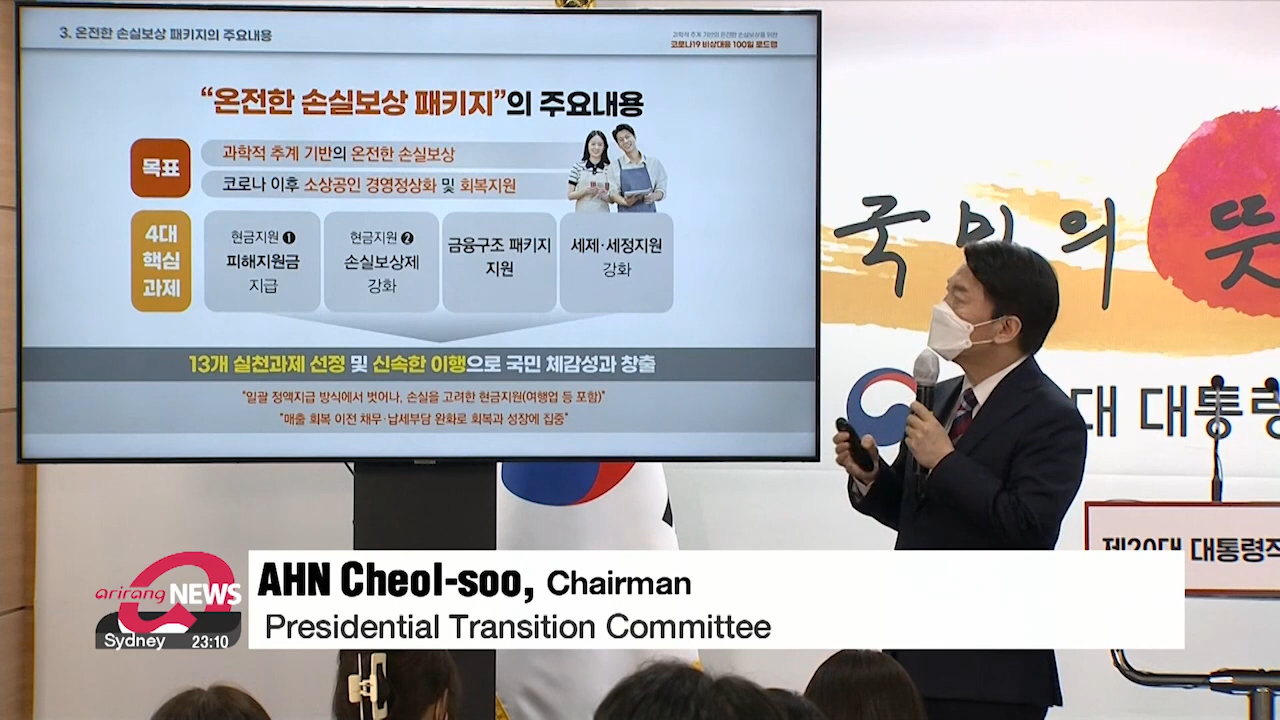 3. 온전한 손실보상 패키지의 주요내용
과학적 추계 기반의 온전한 손실보상을 위한
코로나19 비상대응 100일 로드맵
“온전한 손실보상 패키지”의 주요내용
목표
과학적 추계 기반의 온전한 손실보상
코로나 이후 소상공인 경영정상화 및 회복지원
4대
핵심
과제
현금지원 ❶
피해지원금
지급
현금지원 ❷
손실보상제
강화
금융구조 패키지
지원
세제·세정지원
강화
13개 실천과제 선정 및 신속한 이행으로 국민 체감성과 창출
"일괄 정액지급 방식에서 벗어나, 손실을 고려한 현금지원(여행업 등 포함)"
"매출 회복 이전 채무·납세부담 완화로 회복과 성장에 집중"
국민의 뜻
대 대통령
제20대 대통령직
arirang NEWS
Sydney 23:10
AHN Cheol-soo, Chairman
Presidential Transition Committee